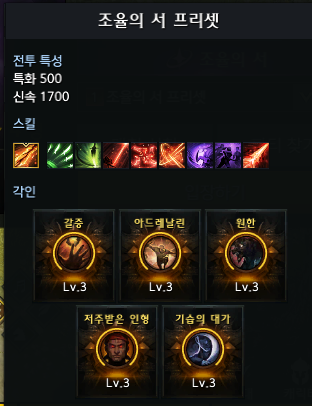 조율의 서 프리셋
전투 특성
특화 500
신속 1700
스킬
각인
갈증
아드레날린
원한
Lv.3
Lv.3
Lv.3
저주받은 인형
기습의 대가
Lv.3
Lv.3